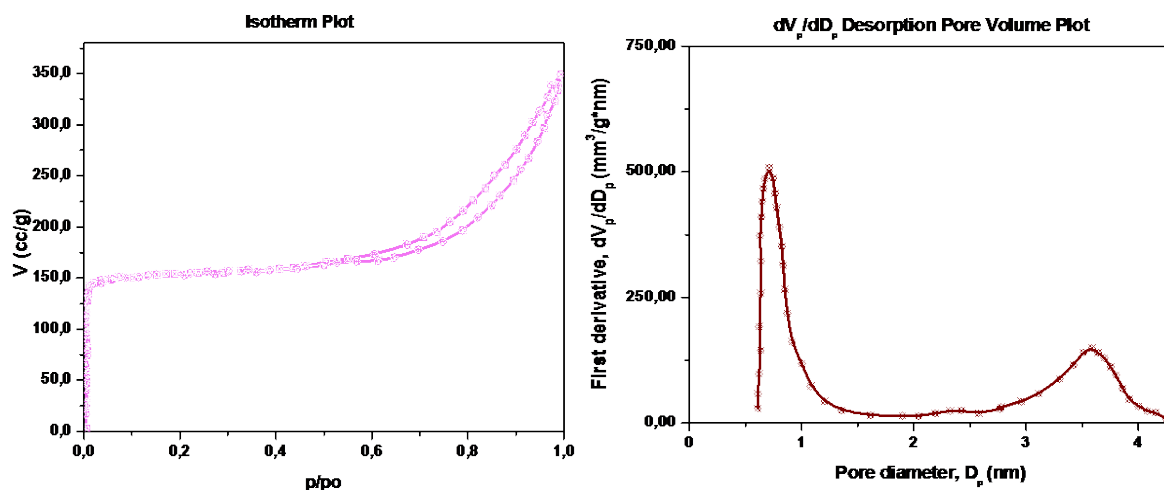 Isotherm Plot
V (cc/g)
350,0
300,0
250,0
200,0
150,0
100,0
50,0
0,0
0,0 0,2 0,4 0,6 0,8 1,0
p/po
dVₚ/dDₚ Desorption Pore Volume Plot
First derivative, dVₚ/dDₚ (mm³/g*nm)
750,00
500,00
250,00
0,00
0 1 2 3 4
Pore diameter, Dₚ (nm)